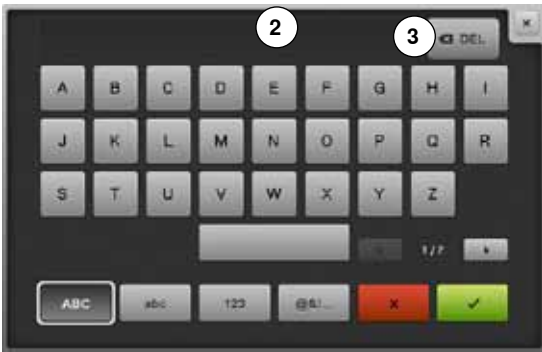 2
3 DEL
A B C D E F G H I
J K L M N O P Q R
S T U V W X Y Z
1/7
ABC abc 123 @&!...